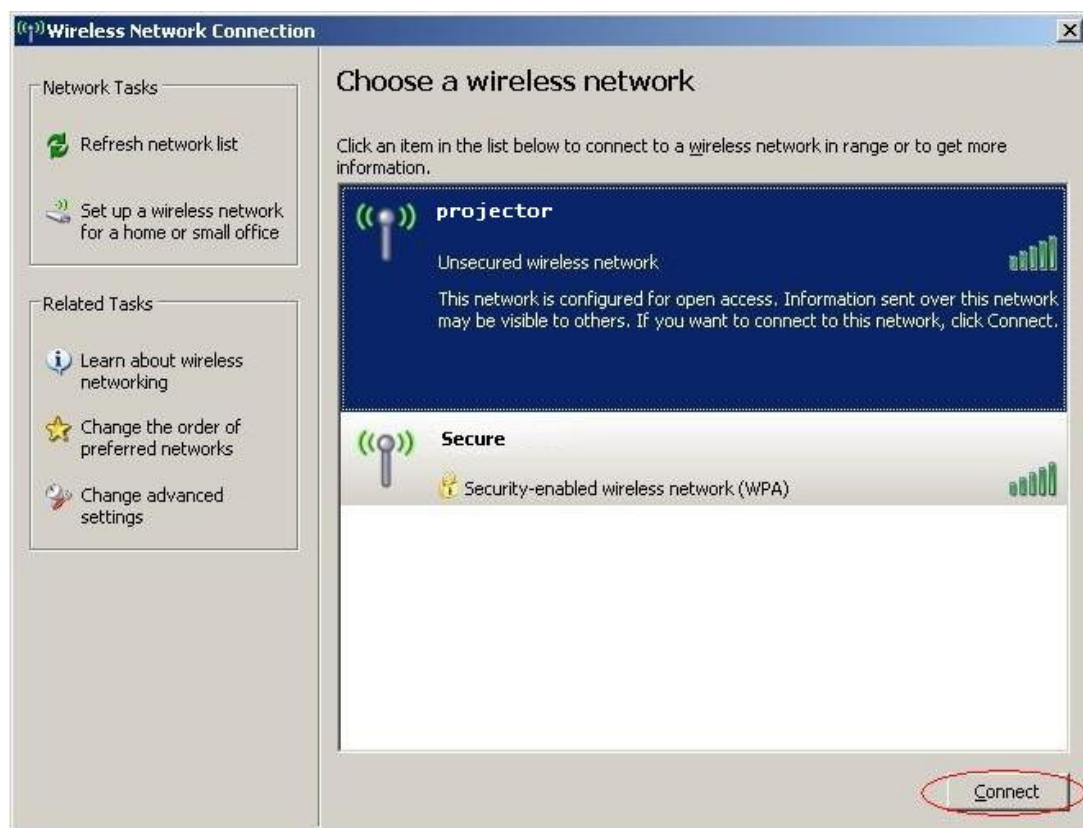 Wireless Network Connection
Network Tasks
Refresh network list
Set up a wireless network
for a home or small office
Related Tasks
Learn about wireless
networking
Change the order of
preferred networks
Change advanced
settings
Choose a wireless network
Click an item in the list below to connect to a wireless network in range or to get more
information.
projector
Unsecured wireless network
This network is configured for open access. Information sent over this network
may be visible to others. If you want to connect to this network, click Connect.
Secure
Security-enabled wireless network (WPA)
Connect